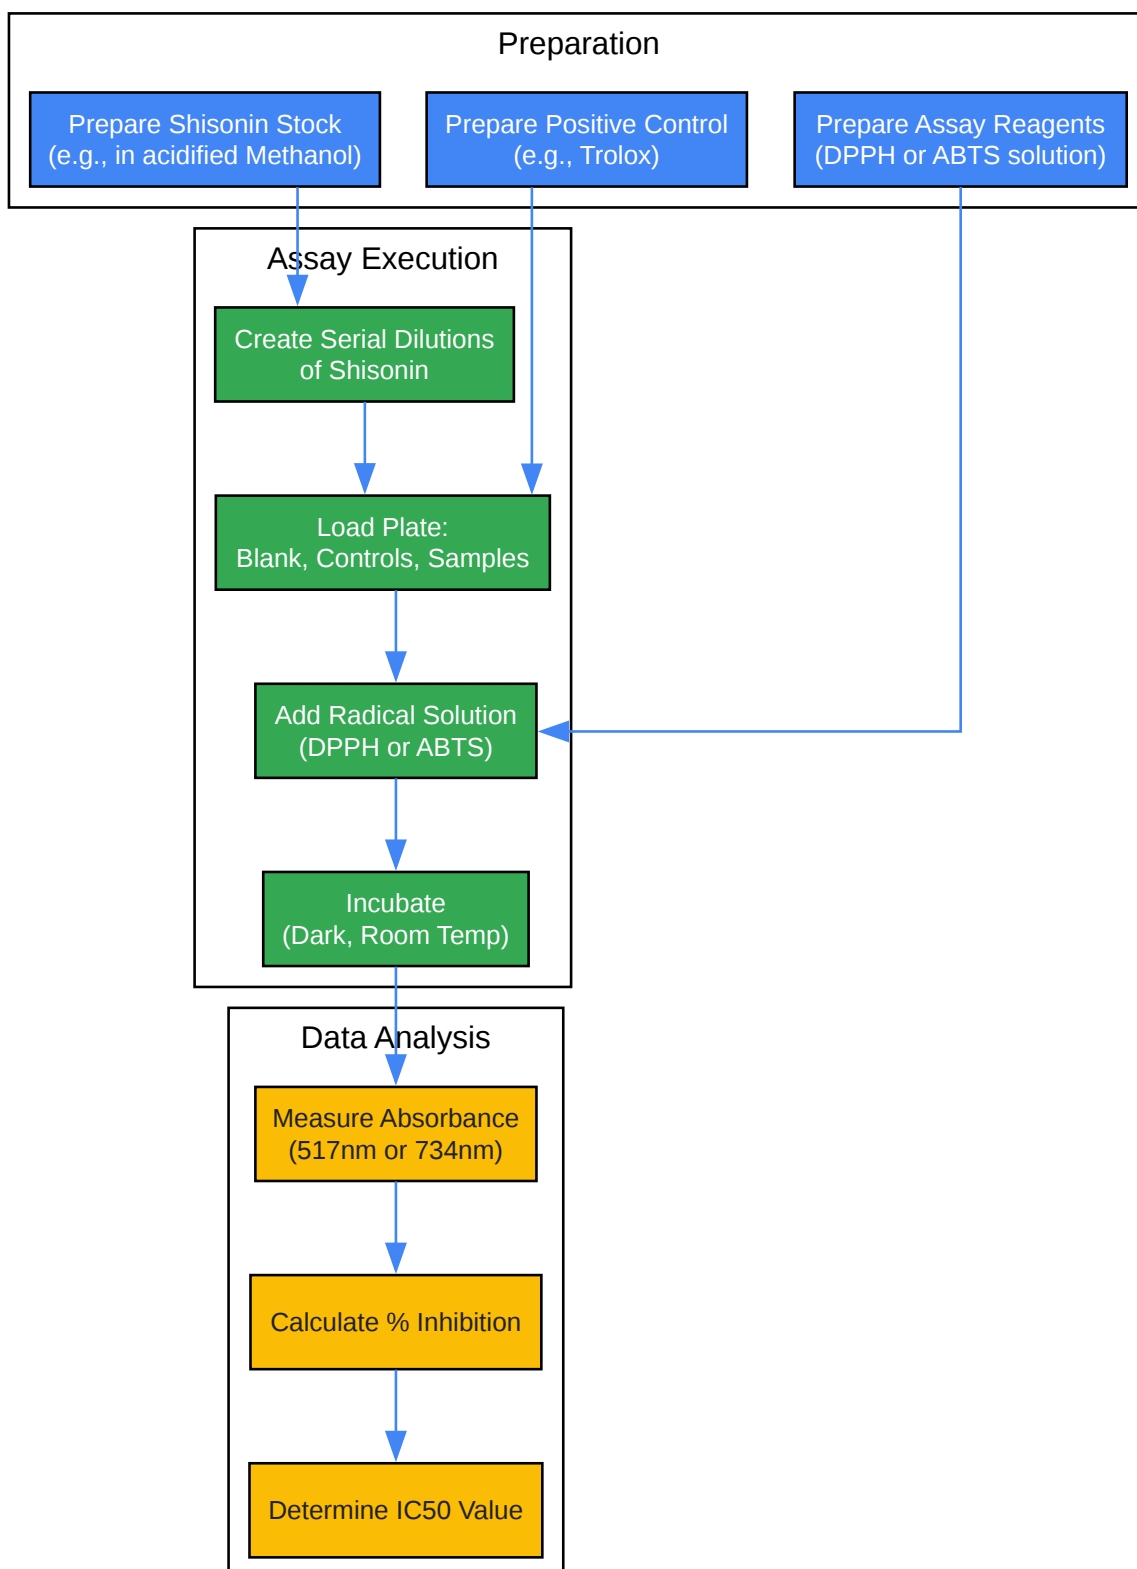 Preparation
Prepare Shisonin Stock
(e.g., in acidified Methanol)
Prepare Positive Control
(e.g., Trolox)
Prepare Assay Reagents
(DPPH or ABTS solution)
Assay Execution
Create Serial Dilutions
of Shisonin
Load Plate:
Blank, Controls, Samples
Add Radical Solution
(DPPH or ABTS)
Incubate
(Dark, Room Temp)
Data Analysis
Measure Absorbance
(517nm or 734nm)
Calculate % Inhibition
Determine IC50 Value